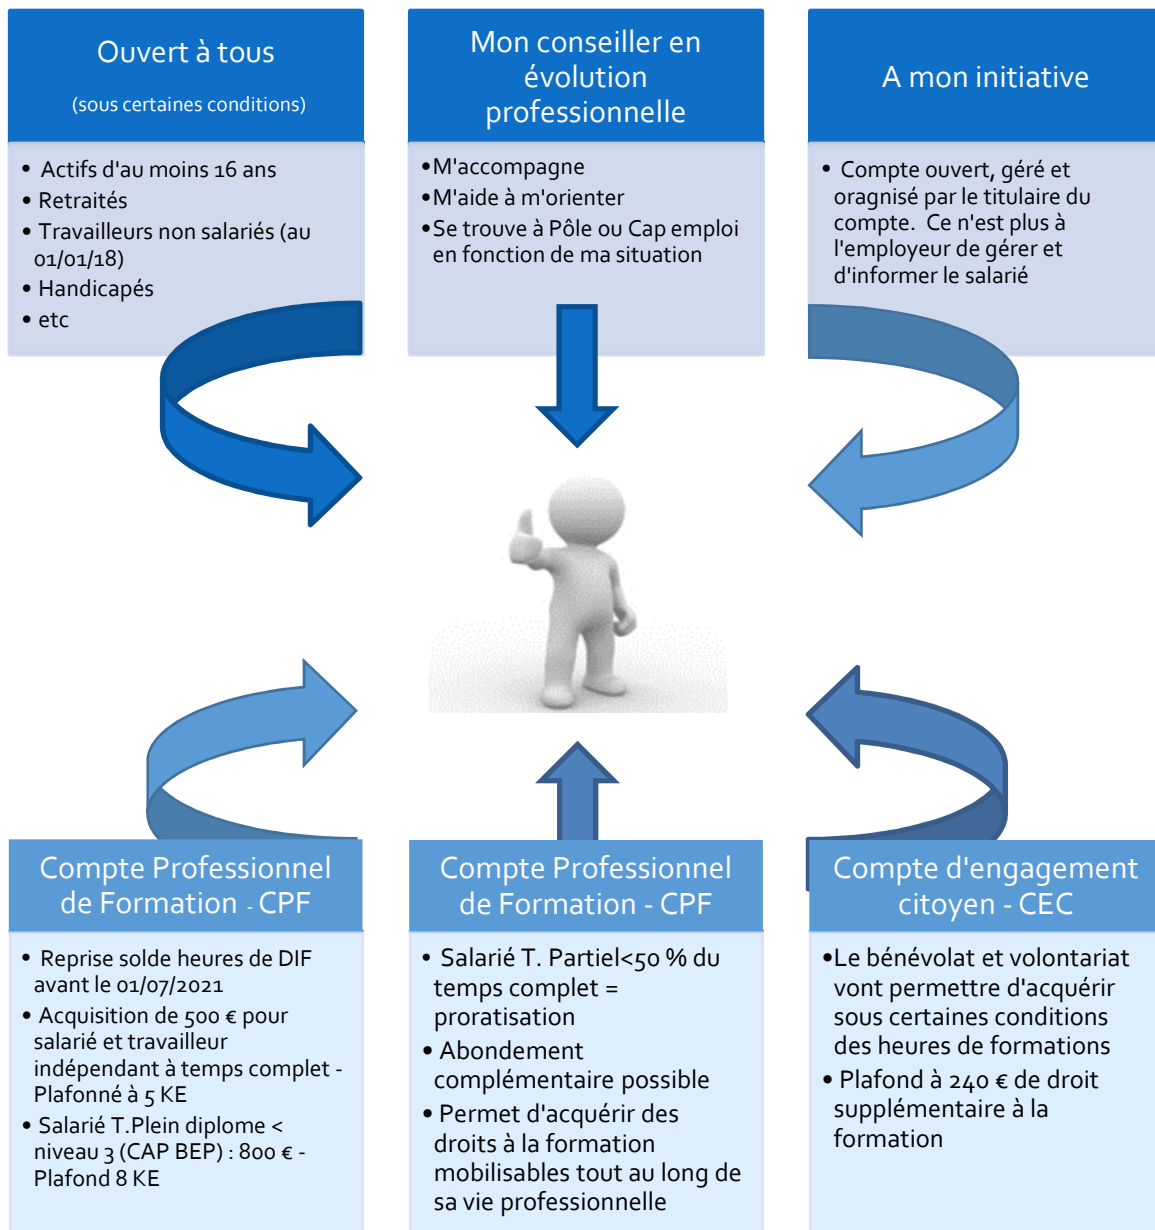 Ouvert à tous
(sous certaines conditions)
• Actifs d'au moins 16 ans
• Retraités
• Travailleurs non salariés (au
01/01/18)
• Handicapés
• etc
Mon conseiller en
évolution
professionnelle
•M'accompagne
•M'aide à m'orienter
•Se trouve à Pôle ou Cap emploi
en fonction de ma situation
A mon initiative
• Compte ouvert, géré et
oragnisé par le titulaire du
compte. Ce n'est plus à
l'employeur de gérer et
d'informer le salarié
Compte Professionnel
de Formation - CPF
• Reprise solde heures de DIF
avant le 01/07/2021
• Acquisition de 500 € pour
salarié et travailleur
indépendant à temps complet -
Plafonné à 5 KE
• Salarié T.Plein diplome <
niveau 3 (CAP BEP) : 800 € -
Plafond 8 KE
Compte Professionnel
de Formation - CPF
• Salarié T. Partiel<50 % du
temps complet =
proratisation
• Abondement
complémentaire possible
• Permet d'acquérir des
droits à la formation
mobilisables tout au long de
sa vie professionnelle
Compte d'engagement
citoyen - CEC
•Le bénévolat et volontariat
vont permettre d'acquérir
sous certaines conditions
des heures de formations
• Plafond à 240 € de droit
supplémentaire à la
formation